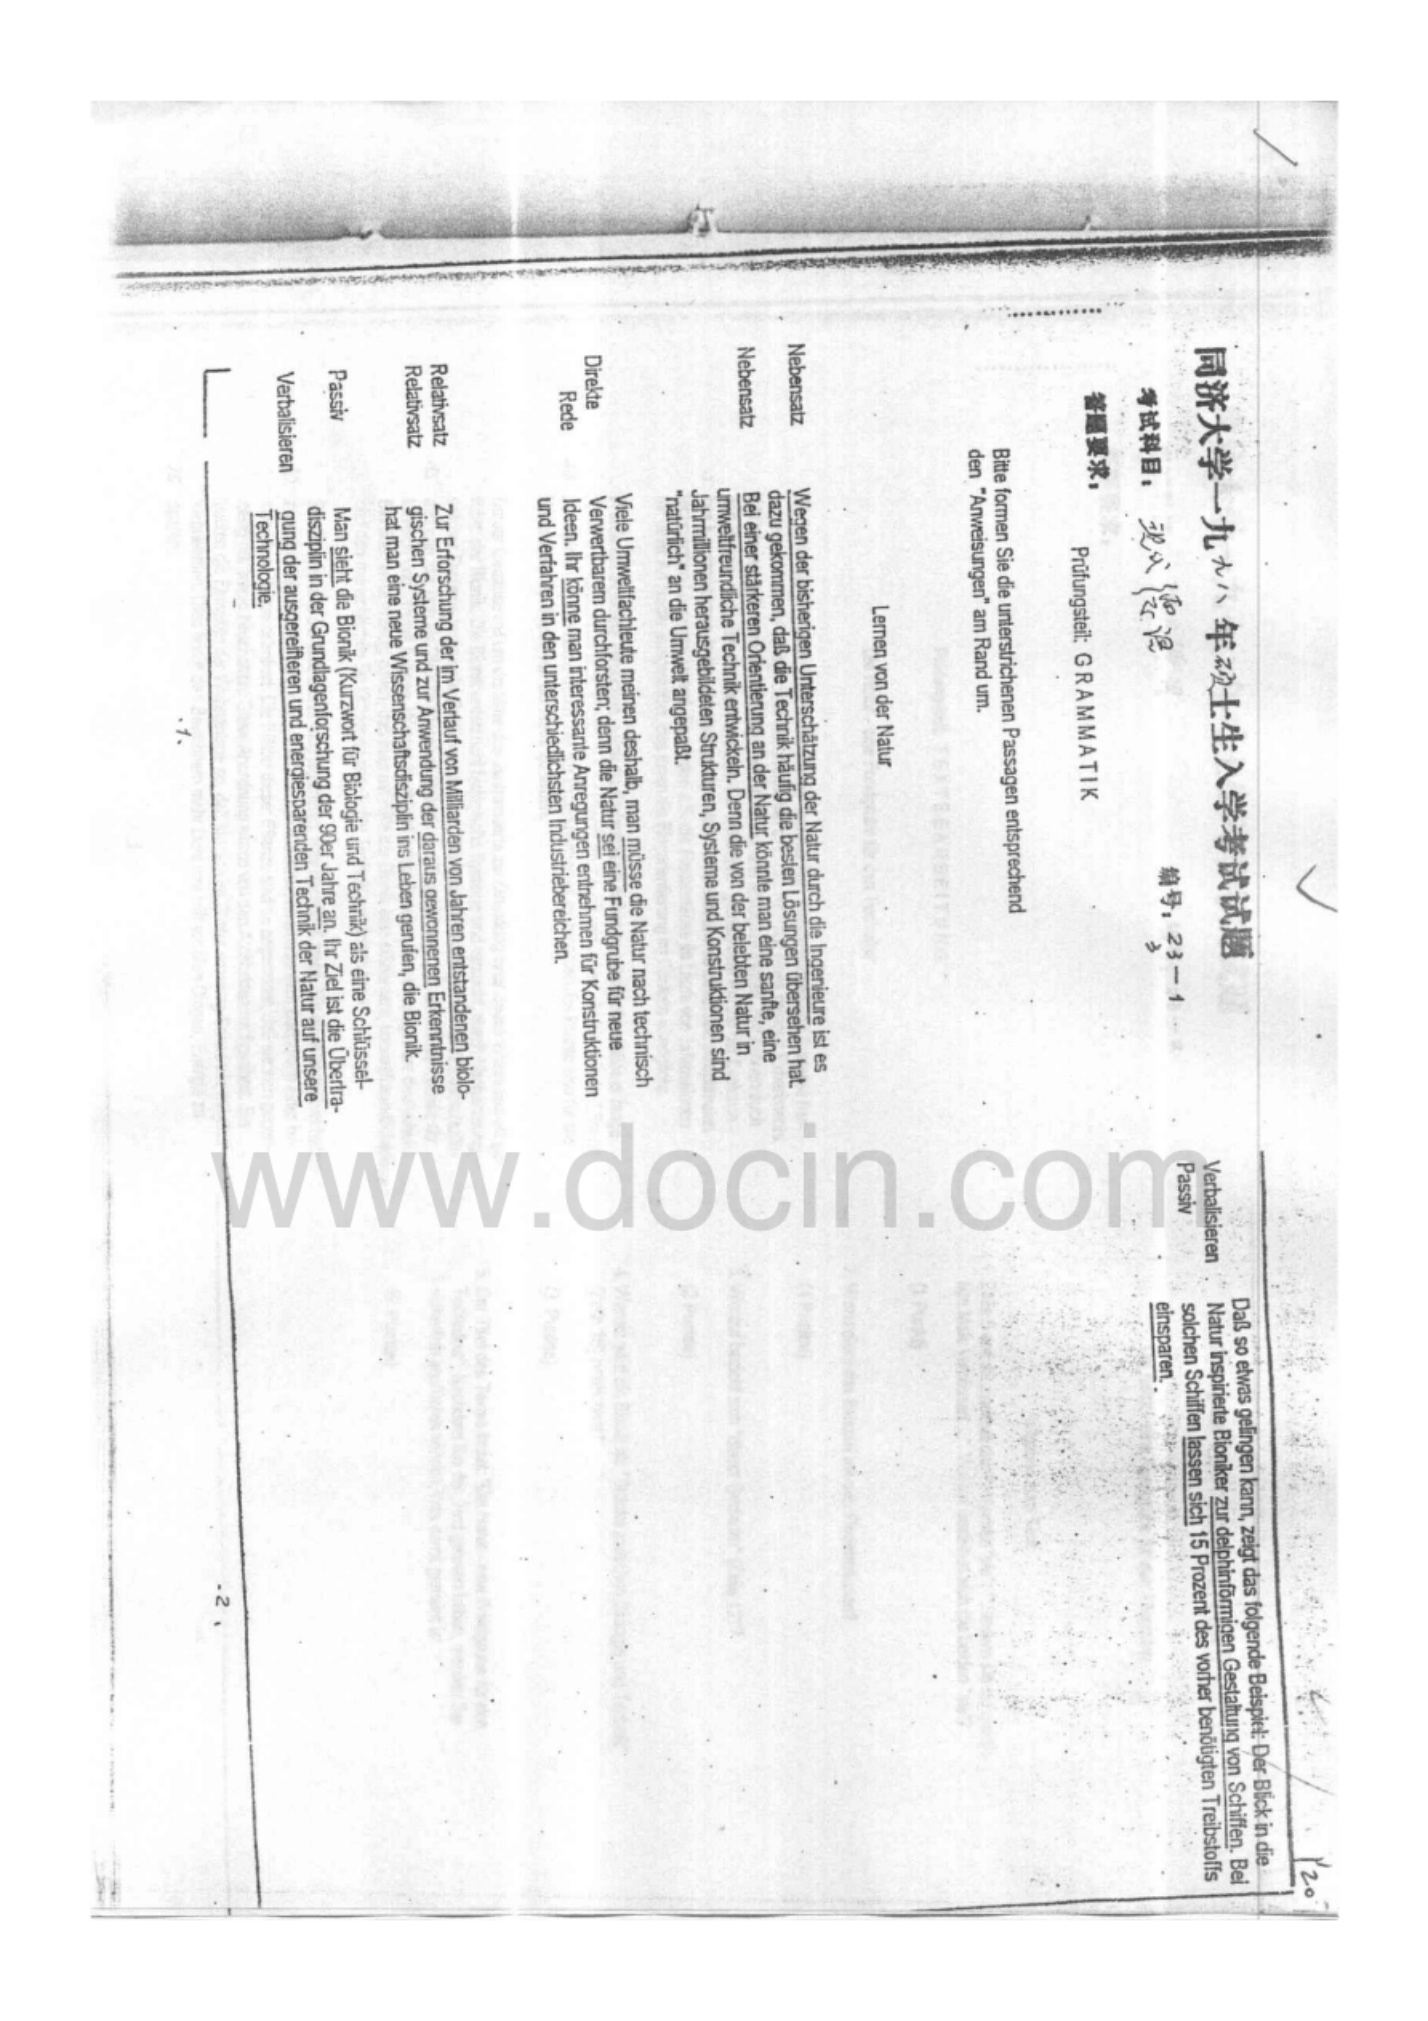 同济大学一九九八年硕士生入学考试试题
考试科目：
编号：23-1
3
答题要求：
Prüfungsteil: GRAMMATIK
Bitte formen Sie die unterstrichenen Passagen entsprechend
den "Anweisungen" am Rand um.
Lernen von der Natur
Nebensatz
Wegen der bisherigen Unterschätzung der Natur durch die Ingenieure ist es
dazu gekommen, daß die Technik häufig die besten Lösungen übersehen hat.
Nebensatz
Bei einer stärkeren Orientierung an der Natur könnte man eine sanfte, eine
umweltfreundliche Technik entwickeln. Denn die von der belebten Natur in
Jahrmillionen herausgebildeten Strukturen, Systeme und Konstruktionen sind
"natürlich" an die Umwelt angepaßt.
Viele Umweltfachleute meinen deshalb, man müsse die Natur nach technisch
Direkte
Verwertbarem durchforsten; denn die Natur sei eine Fundgrube für neue
Rede
Ideen. Ihr könne man interessante Anregungen entnehmen für Konstruktionen
und Verfahren in den unterschiedlichsten Industriebereichen.
Relativsatz
Zur Erforschung der im Verlauf von Milliarden von Jahren entstandenen biolo-
Relativsatz
gischen Systeme und zur Anwendung der daraus gewonnenen Erkenntnisse
hat man eine neue Wissenschaftsdisziplin ins Leben gerufen, die Bionik.
Passiv
Man sieht die Bionik (Kurzwort für Biologie und Technik) als eine Schlüssel-
disziplin in der Grundlagenforschung der 90er Jahre an. Ihr Ziel ist die Übertra-
Verbalisieren
gung der ausgereifteren und energiesparenden Technik der Natur auf unsere
Technologie.
.1.
Daß so etwas gelingen kann, zeigt das folgende Beispiel: Der Blick in die
Verbalisieren
Natur inspirierte Bioniker zur delphinförmigen Gestaltung von Schiffen. Bei
Passiv
solchen Schiffen lassen sich 15 Prozent des vorher benötigten Treibstoffs
einsparen.
.2.
www.docin.com